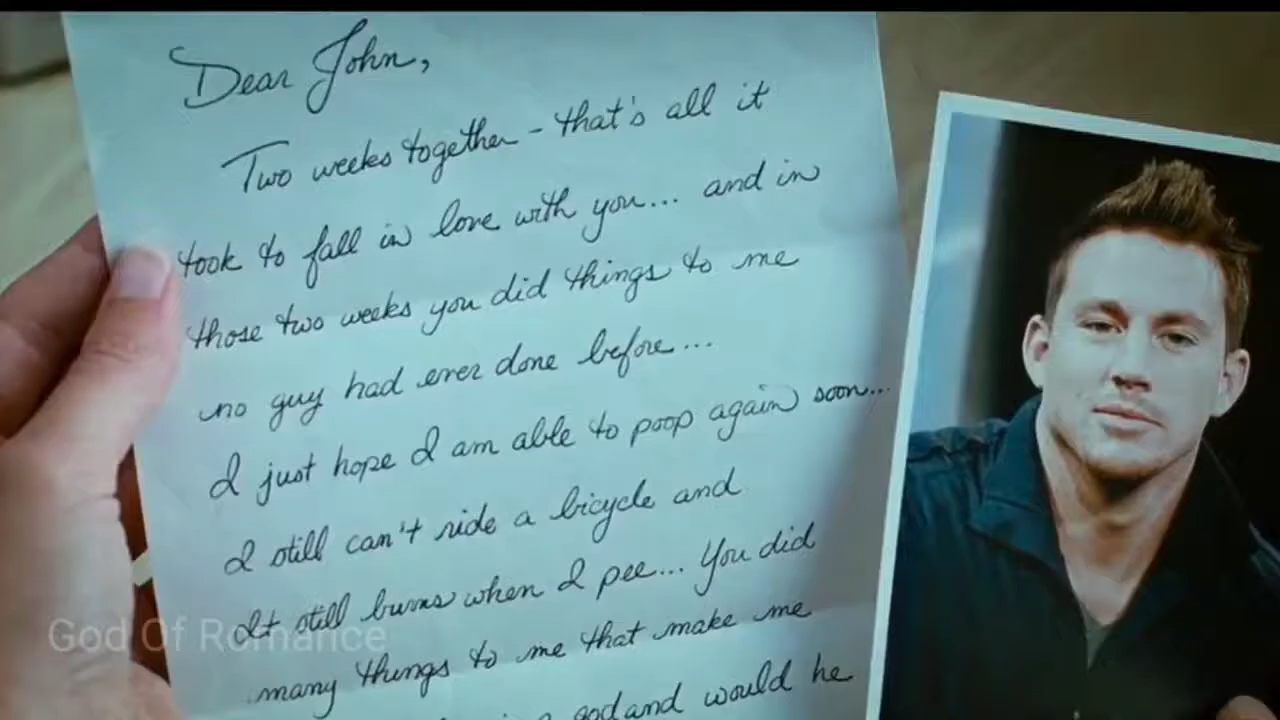 Dear John,
Two weeks together - that's all it
took to fall in love with you... and in
those two weeks you did things to me
no guy had ever done before...
I just hope I am able to poop again soon...
I still can't ride a bicycle and
It still burns when I pee... You did
God Of Romance
many things to me that make me
a god and would he